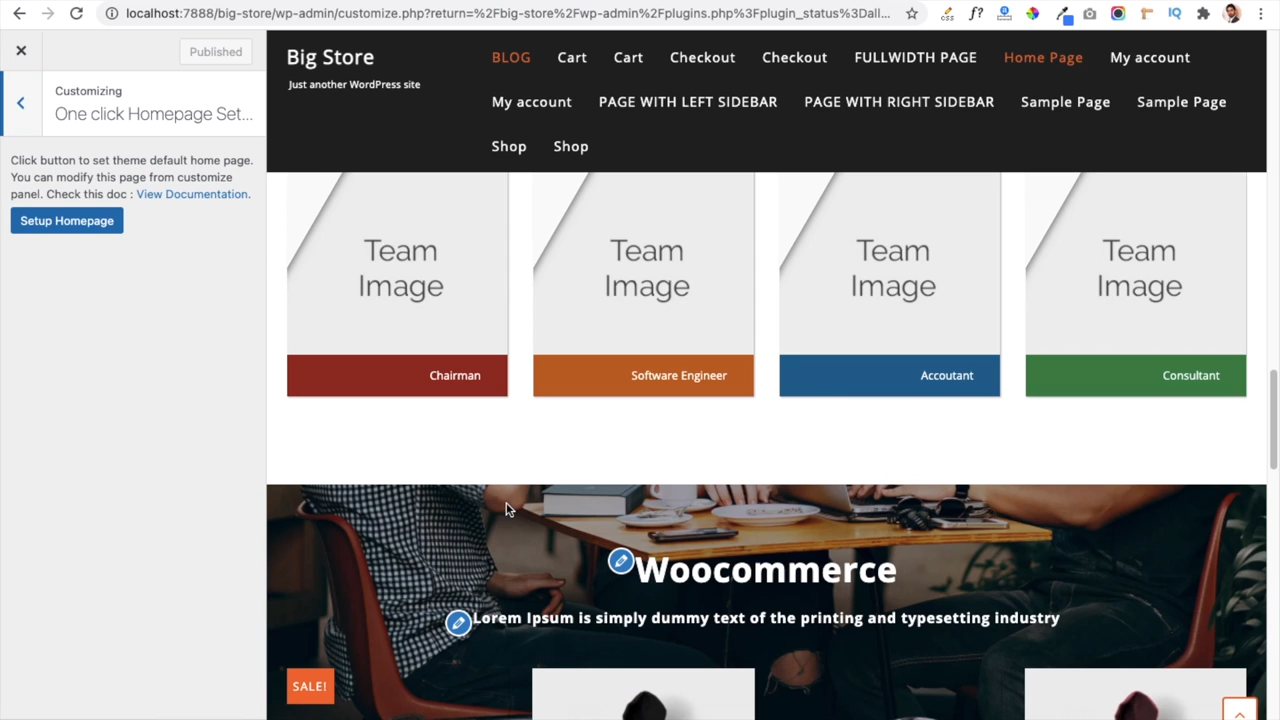 localhost:7888/big-store/wp-admin/customize.php?return=%2Fbig-store%2Fwp-admin%2Fplugins.php%3Fplugin_status%3Dall...
Published
Customizing
One click Homepage Set...
Click button to set theme default home page.
You can modify this page from customize
panel. Check this doc : View Documentation.
Setup Homepage
Big Store
Just another WordPress site
BLOG Cart Cart Checkout Checkout FULLWIDTH PAGE Home Page My account
My account PAGE WITH LEFT SIDEBAR PAGE WITH RIGHT SIDEBAR Sample Page Sample Page
Shop Shop
Team Team Team Team
Image Image Image Image
Chairman Software Engineer Accoutant Consultant
Woocommerce
Lorem Ipsum is simply dummy text of the printing and typesetting industry
SALE!